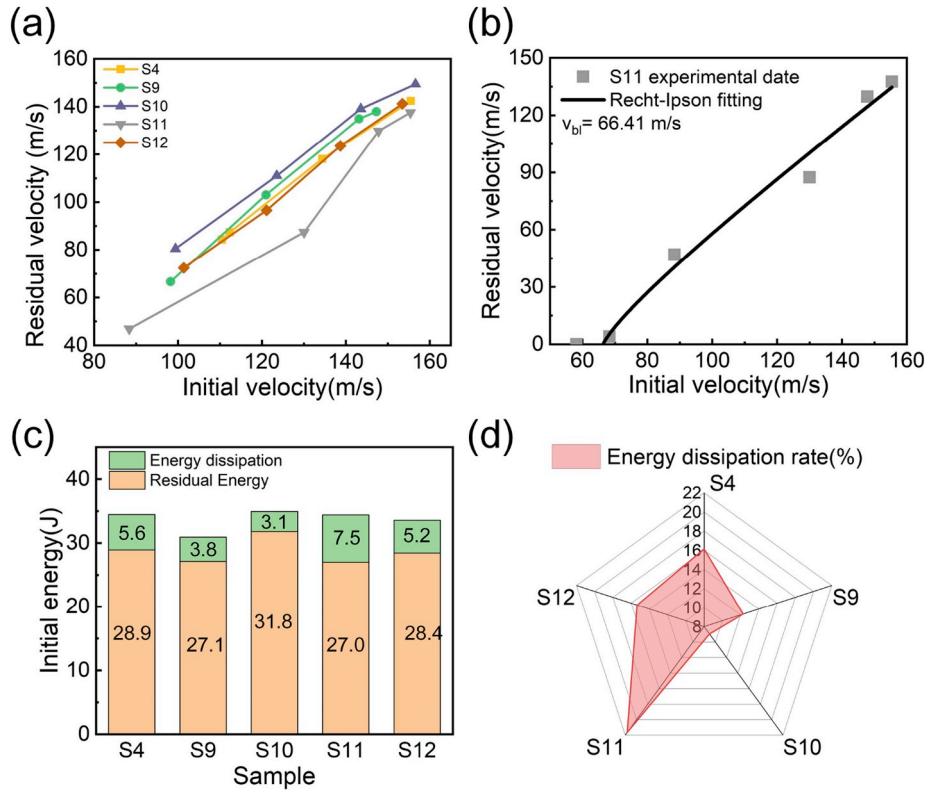 (a)
160
140
120
100
80
60
40
80
100
120
140
160
Residual velocity (m/s)
Initial velocity(m/s)
S4
S9
S10
S11
S12
(b)
150
120
90
60
30
0
60
80
100
120
140
160
Residual velocity(m/s)
Initial velocity(m/s)
S11 experimental date
Recht-Ipson fitting
vbl= 66.41 m/s
(c)
Energy dissipation
Residual Energy
40
30
20
10
0
Initial energy(J)
5.6
3.8
3.1
7.5
5.2
28.9
27.1
31.8
27.0
28.4
S4
S9
S10
S11
S12
Sample
(d)
Energy dissipation rate(%)
S4
22
20
18
16
14
12
10
8
S9
S10
S11
S12